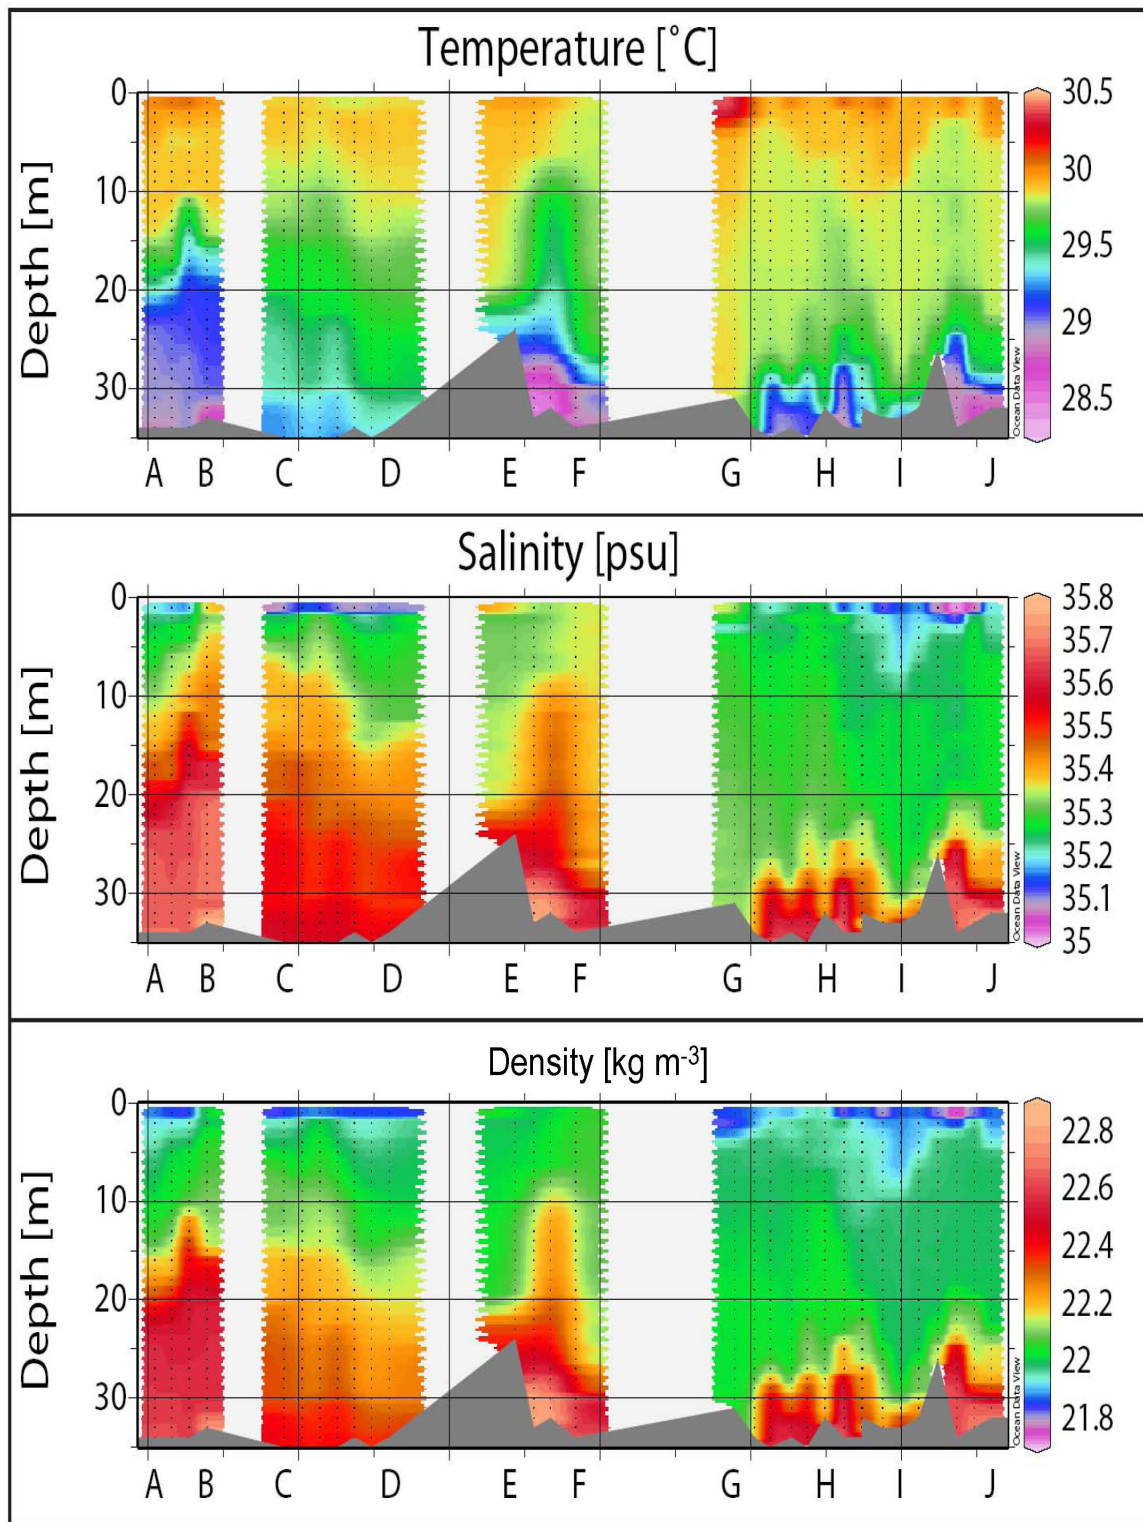 Temperature [˚C]
Depth [m]
0
10
20
30
30.5
30
29.5
29
28.5
Ocean Data View
A B C D E F G H I J
Salinity [psu]
Depth [m]
0
10
20
30
35.8
35.7
35.6
35.5
35.4
35.3
35.2
35.1
35
Ocean Data View
A B C D E F G H I J
Density [kg m⁻³]
Depth [m]
0
10
20
30
22.8
22.6
22.4
22.2
22
21.8
Ocean Data View
A B C D E F G H I J